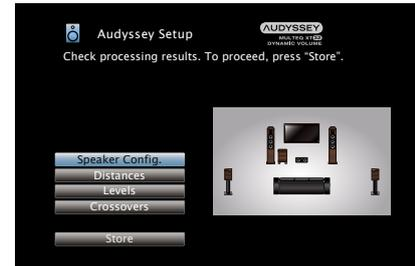 Audyssey Setup
AUDYSSEY
MULTEQ XT32
DYNAMIC VOLUME
Check processing results. To proceed, press “Store”.
Speaker Config.
Distances
Levels
Crossovers
Store